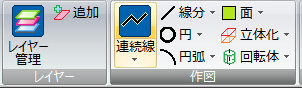 レイヤー
管理
追加
レイヤー
連続線
線分
円
円弧
面
立体化
回転体
作図